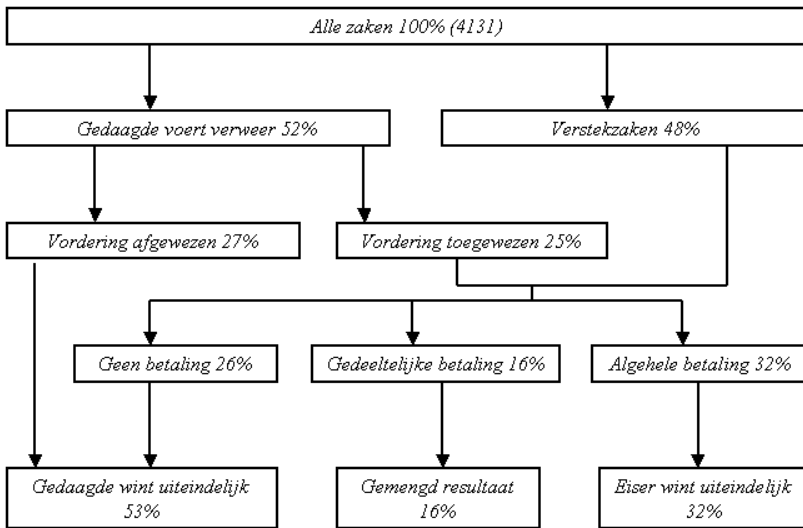 Alle zaken 100% (4131)
Gedaagde voert verweer 52%
Verstekzaken 48%
Vordering afgewezen 27%
Vordering toegewezen 25%
Geen betaling 26%
Gedeeltelijke betaling 16%
Algehele betaling 32%
Gedaagde wint uiteindelijk
53%
Gemengd resultaat
16%
Eiser wint uiteindelijk
32%